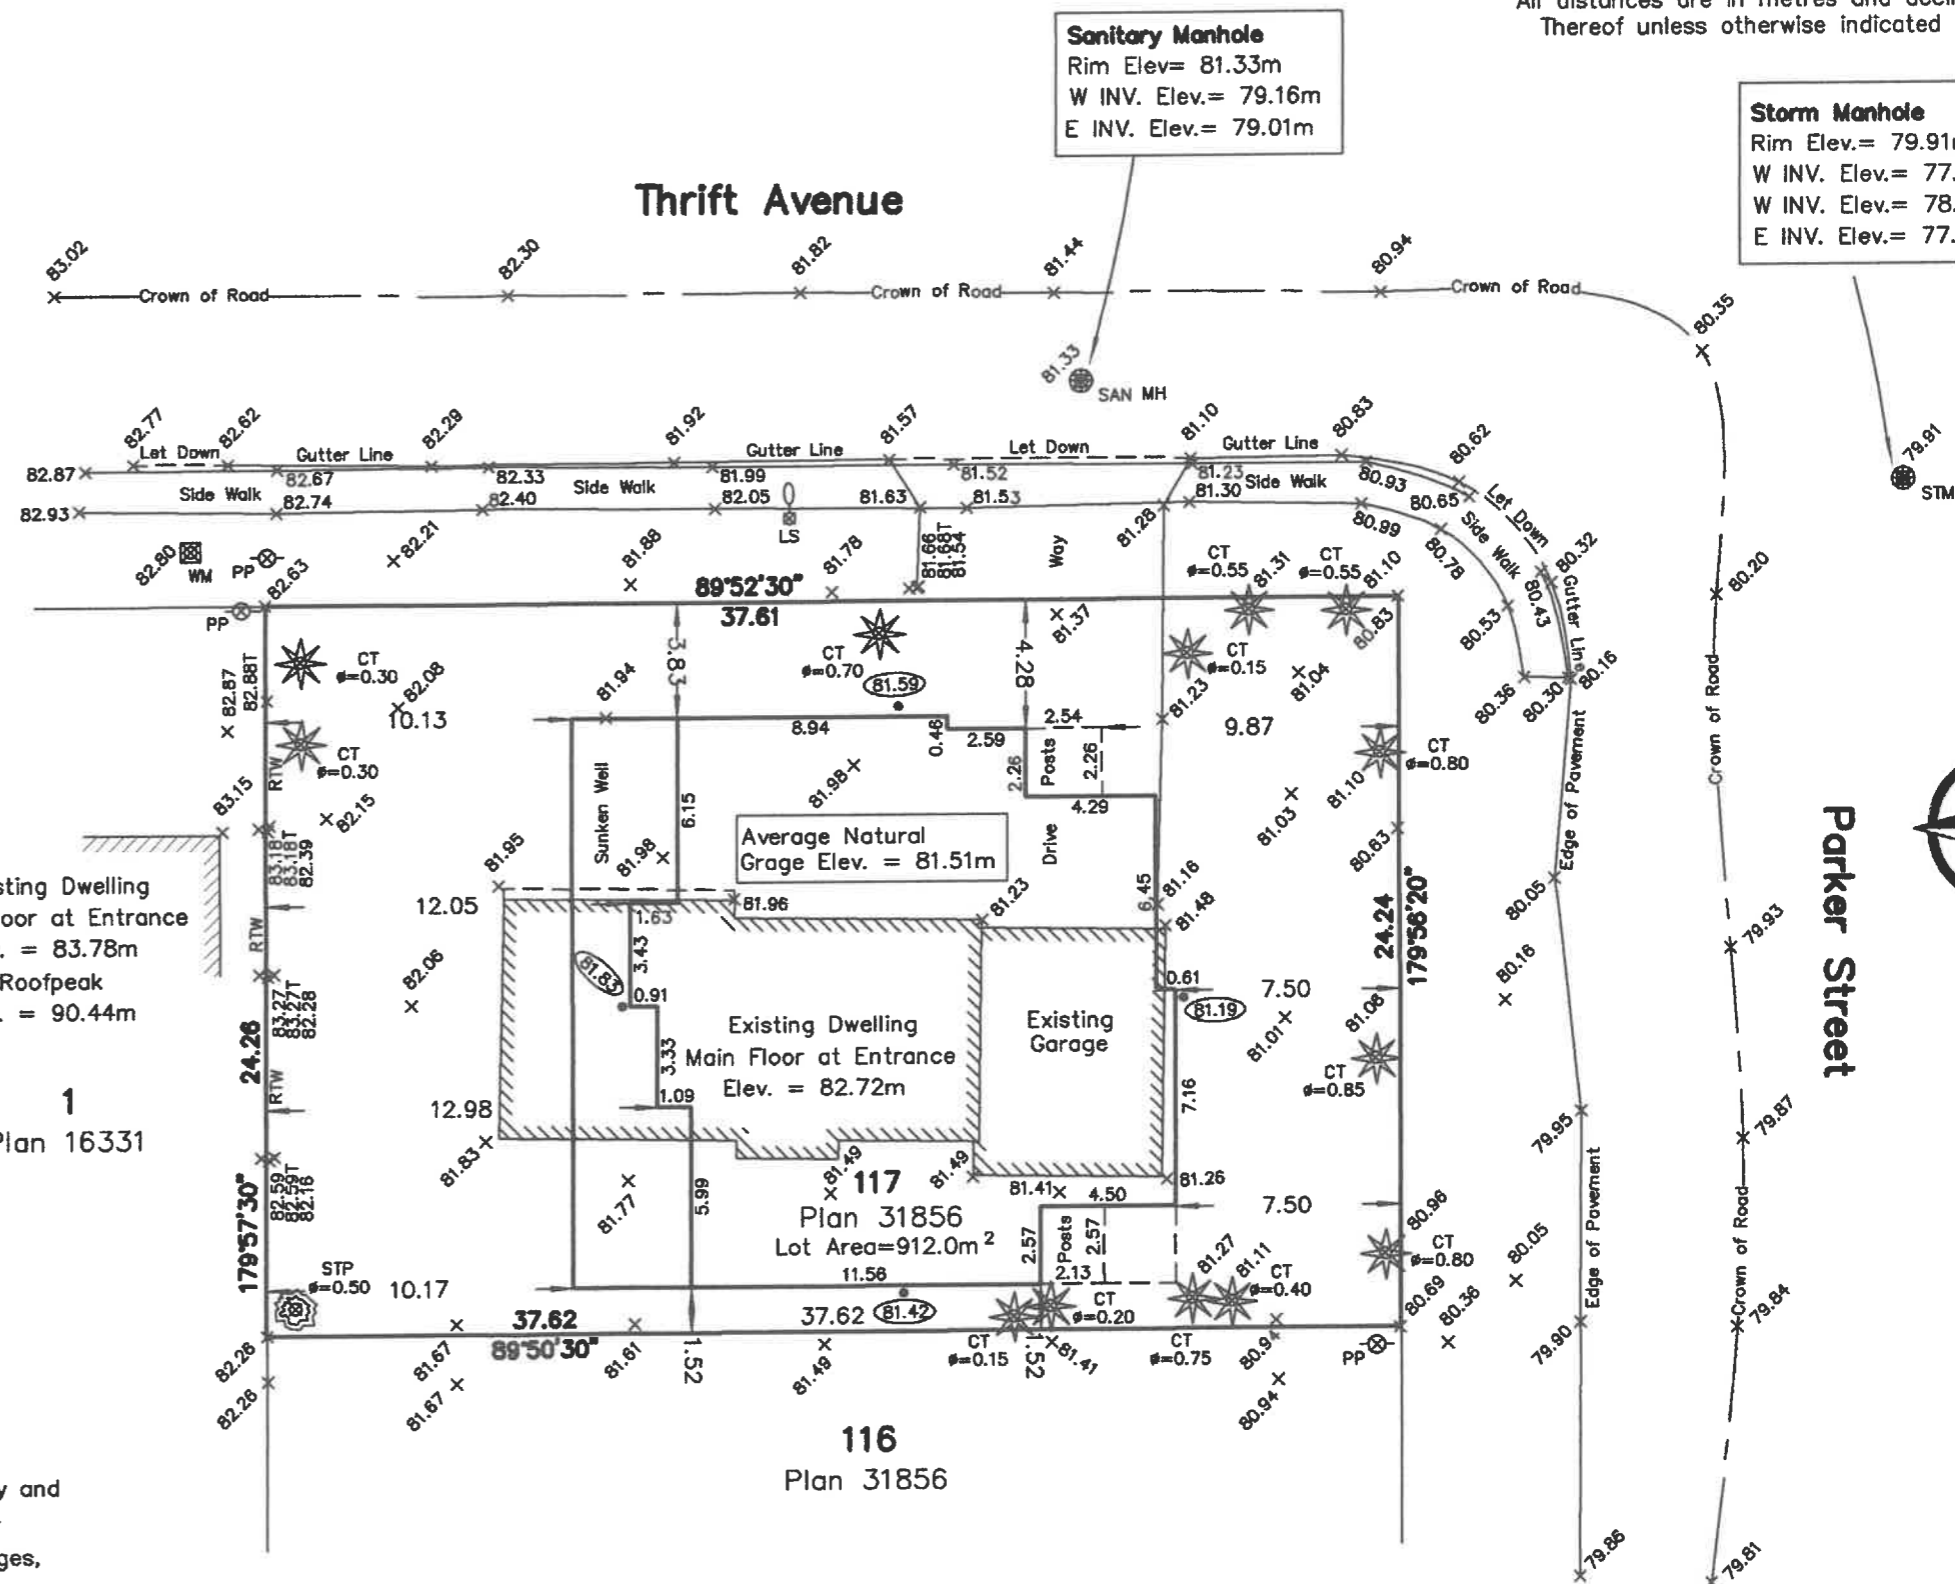 All distances are in metres and
Thereof unless otherwise indicated
Sanitary Manhole
Rim Elev= 81.33m
W INV. Elev.= 79.16m
E INV. Elev.= 79.01m
Storm Manhole
Rim Elev.= 79.91m
W INV. Elev.= 77.
W INV. Elev.= 78.
E INV. Elev.= 77.
Thrift Avenue
83.02
82.30
81.82
81.44
80.94
80.35
Crown of Road
Crown of Road
Crown of Road
81.33
SAN MH
79.91
STM
82.77
82.62
82.29
81.92
81.57
81.10
80.83
80.62
Let Down
Gutter Line
Gutter Line
Let Down
Gutter Line
82.87
82.67
82.33
81.99
81.52
81.23
80.93
80.65
Let Down
Side Walk
Side Walk
Side Walk
Side Walk
82.93
82.74
82.40
82.05
81.63
81.53
81.30
80.99
80.78
80.32
82.80
WM
PP
82.63
82.21
81.88
LS
81.78
81.66
81.68T
81.54
Way
81.28
CT
ø=0.55
81.31
CT
ø=0.55
81.10
80.53
80.43
Gutter Line
80.20
PP
89°52'30"
37.61
81.37
80.83
CT
ø=0.30
82.87
82.88T
82.08
81.94
3.83
CT
ø=0.70
81.59
4.28
CT
ø=0.15
81.23
81.04
80.36
80.30
80.16
10.13
8.94
0.46
2.59
2.54
9.87
CT
ø=0.80
CT
ø=0.30
RTW
Posts
2.26
2.26
81.98
4.29
81.10
Edge of Pavement
Crown of Road
83.15
82.15
Sunken Well
6.15
81.03
80.83
Average Natural
Grage Elev. = 81.51m
Drive
81.95
81.98
83.18T
83.18T
82.39
Parker Street
sting Dwelling
oor at Entrance
. = 83.78m
Roofpeak
. = 90.44m
12.05
1.63
81.96
81.23
6.45
81.16
81.48
24.24
179°56'20"
80.05
79.93
RTW
82.06
3.43
81.83
0.91
0.61
7.50
81.19
80.16
83.27
83.27T
82.28
Existing Dwelling
Main Floor at Entrance
Elev. = 82.72m
Existing
Garage
81.01
81.06
24.26
RTW
3.33
1.09
7.16
CT
ø=0.85
1
Plan 16331
12.98
81.83
81.49
81.49
79.95
79.87
117
Plan 31856
Lot Area=912.0m²
81.77
5.99
81.41
4.50
81.26
7.50
80.96
179°57'30"
82.59
82.59T
82.16
2.57
Posts
2.57
81.27
81.11
CT
ø=0.80
80.05
Edge of Pavement
Crown of Road
STP
ø=0.50
10.17
11.56
2.13
CT
ø=0.40
80.69
80.36
79.90
79.84
37.62
89°50'30"
37.62
81.42
CT
ø=0.20
CT
ø=0.15
1.52
1.52
81.41
CT
ø=0.75
80.94
PP
82.26
82.26
81.67
81.67
81.61
81.49
80.94
116
Plan 31856
y and
ges,
79.86
79.81